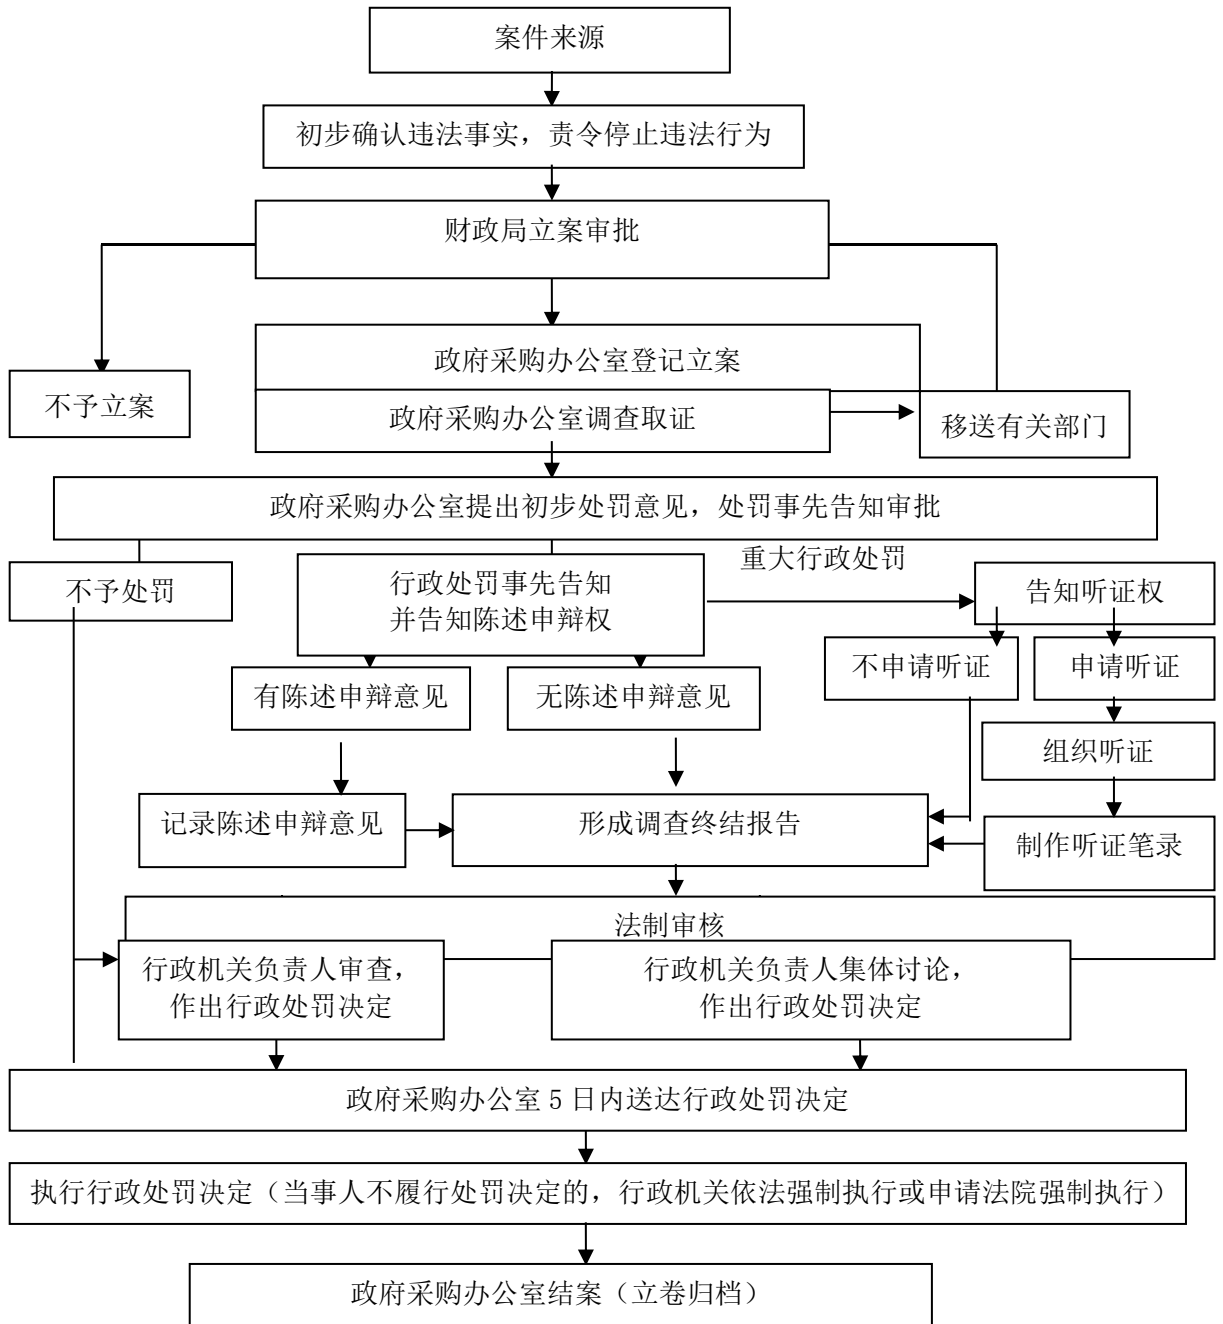 案件来源
初步确认违法事实，责令停止违法行为
财政局立案审批
政府采购办公室登记立案
不予立案
政府采购办公室调查取证
移送有关部门
政府采购办公室提出初步处罚意见，处罚事先告知审批
重大行政处罚
不予处罚
行政处罚事先告知
并告知陈述申辩权
告知听证权
不申请听证
申请听证
有陈述申辩意见
无陈述申辩意见
组织听证
记录陈述申辩意见
形成调查终结报告
制作听证笔录
法制审核
行政机关负责人审查，
作出行政处罚决定
行政机关负责人集体讨论，
作出行政处罚决定
政府采购办公室 5 日内送达行政处罚决定
执行行政处罚决定（当事人不履行处罚决定的，行政机关依法强制执行或申请法院强制执行）
政府采购办公室结案（立卷归档）